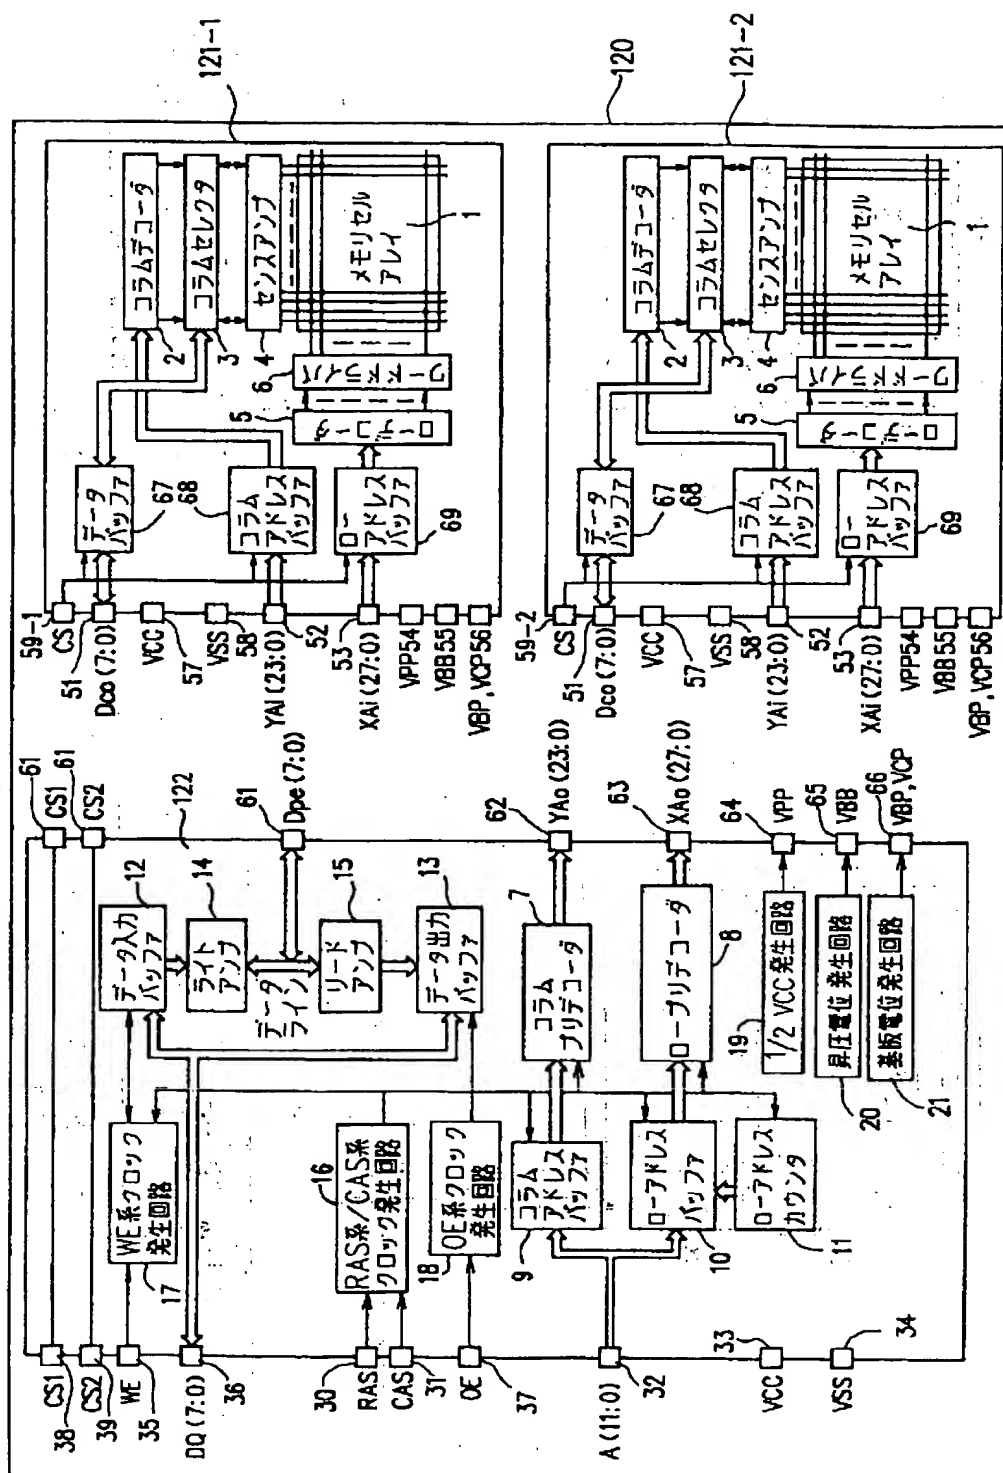 38
CS1
39
CS2
35
WE
36
DQ(7:0)
30
RAS
31
CAS
37
OE
32
A(11:0)
33
VCC
34
VSS
17
WE系クロック
発生回路
16
RAS系/CAS系
クロック発生回路
18
OE系クロック
発生回路
9
コラム
アドレス
バッファ
10
ローアドレス
バッファ
11
ローアドレス
カウンタ
12
データ入力
バッファ
14
ライト
アンプ
データ
ライン
15
リード
アンプ
13
データ出力
バッファ
7
コラム
プリデコーダ
8
ロープリデコーダ
19
1/2 VCC発生回路
20
昇圧電位発生回路
21
基板電位発生回路
122
61
CS1
61
CS2
61
Dpe(7:0)
62
YAo(23:0)
63
XAo(27:0)
64
VPP
65
VBB
66
VBP,VCP
59-1
CS
51
Dco(7:0)
VCC
57
VSS
58
YAi(23:0)
52
53
XAi(27:0)
VPP54
VBB55
VBP,VCP56
データ
バッファ
67
68
コラム
アドレス
バッファ
ロー
アドレス
バッファ
69
コラムデコーダ
2
コラムセレクタ
3
センスアンプ
4
5
ローデコーダ
6
ワードドライバ
メモリセル
アレイ
1
121-1
59-2
CS
51
Dco(7:0)
VCC
57
VSS
58
YAi(23:0)
52
53
XAi(27:0)
VPP54
VBB55
VBP,VCP56
データ
バッファ
67
68
コラム
アドレス
バッファ
ロー
アドレス
バッファ
69
コラムデコーダ
2
コラムセレクタ
3
センスアンプ
4
5
ローデコーダ
6
ワードドライバ
メモリセル
アレイ
1
120
121-2